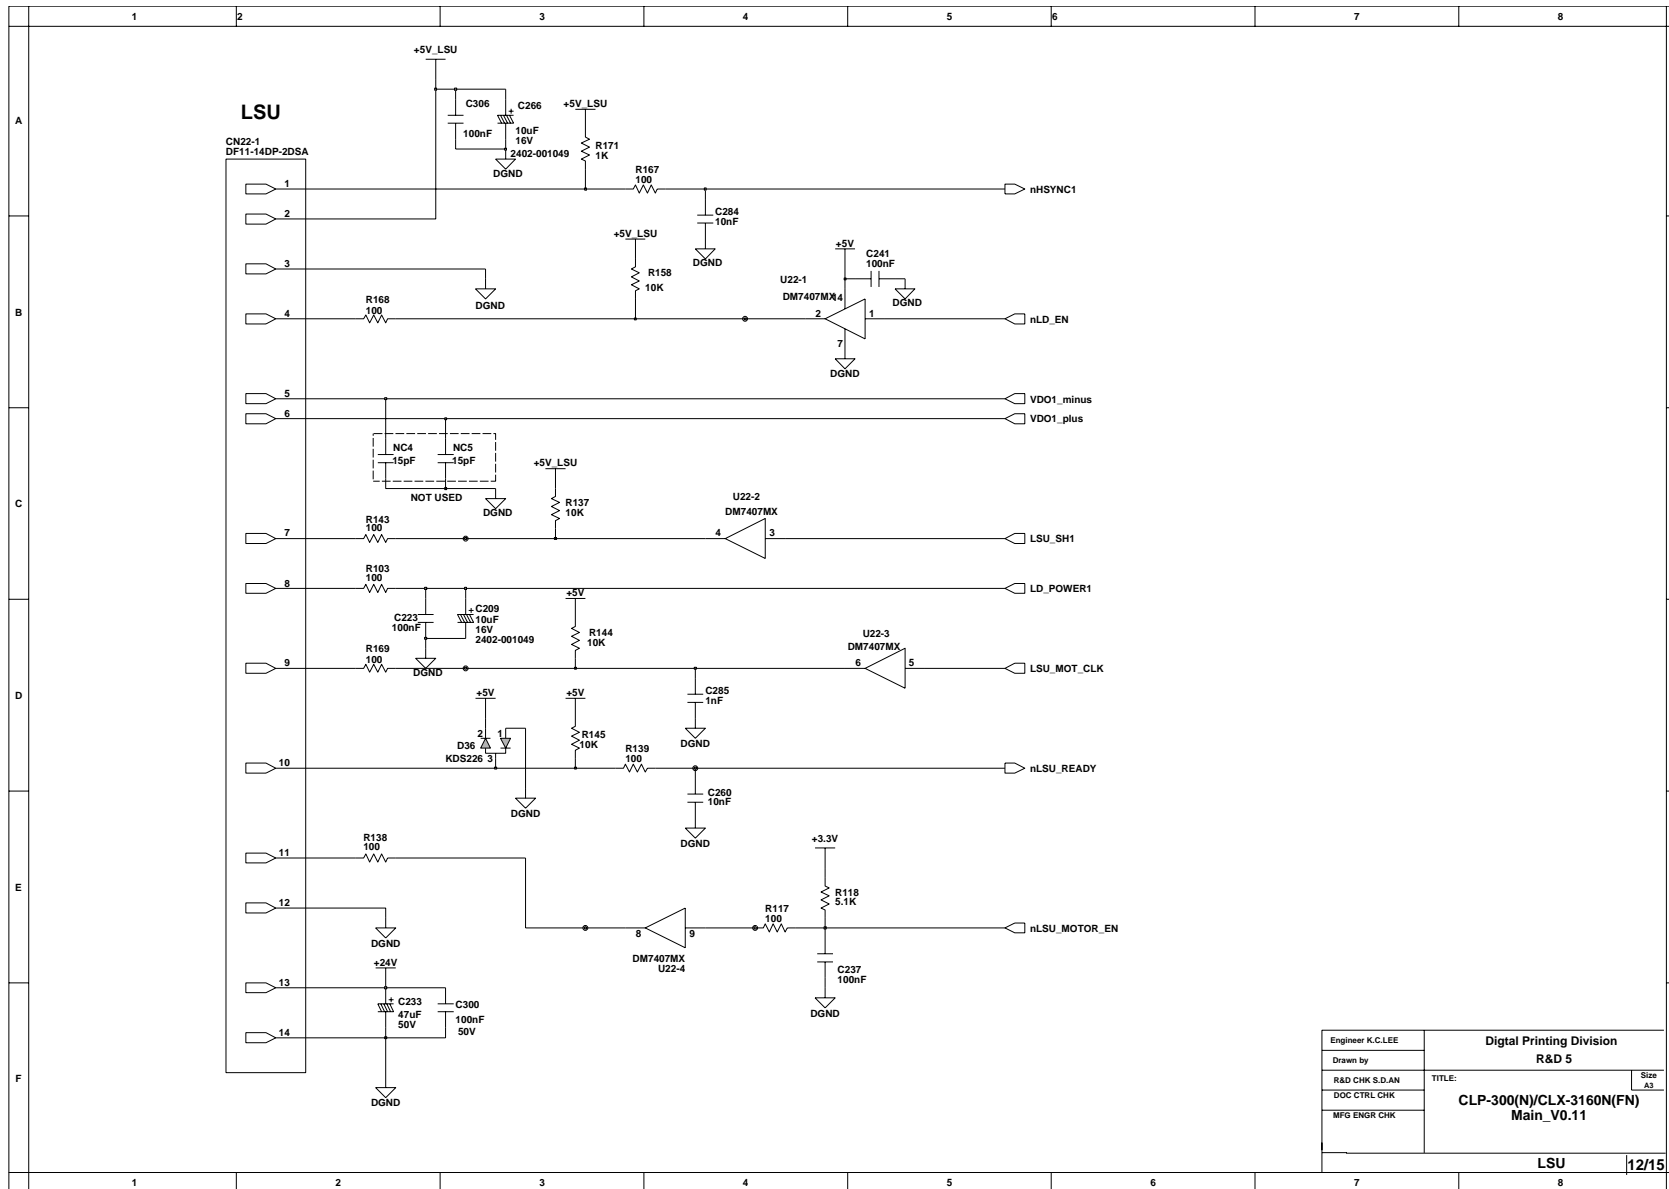 1 2 3 4 5 6 7 8
A
B
C
D
E
F
LSU
CN22-1
DF11-14DP-2DSA
+5V_LSU
C306
100nF
C266
+
10uF
16V
2402-001049
DGND
+5V_LSU
R171
1K
1
R167
100
nHSYNC1
2
C284
10nF
DGND
3
DGND
+5V_LSU
R158
10K
+5V
C241
100nF
DGND
U22-1
DM7407MX
14
4
R168
100
2
1
7
DGND
nLD_EN
5
VDO1_minus
6
VDO1_plus
NC4
15pF
NC5
15pF
NOT USED
DGND
+5V_LSU
R137
10K
U22-2
DM7407MX
7
R143
100
4
3
LSU_SH1
8
R103
100
LD_POWER1
C223
100nF
+
C209
10uF
16V
2402-001049
DGND
+5V
R144
10K
U22-3
DM7407MX
9
R169
100
6
5
LSU_MOT_CLK
C285
1nF
DGND
+5V
2
1
D36
KDS226
3
DGND
+5V
R145
10K
10
R139
100
nLSU_READY
C260
10nF
DGND
11
R138
100
12
DGND
8
9
DM7407MX
U22-4
R117
100
+3.3V
R118
5.1K
nLSU_MOTOR_EN
C237
100nF
DGND
+24V
13
+
C233
47uF
50V
C300
100nF
50V
14
DGND
Engineer K.C.LEE
Drawn by
R&D CHK S.D.AN
DOC CTRL CHK
MFG ENGR CHK
Digtal Printing Division
R&D 5
TITLE:
Size
A3
CLP-300(N)/CLX-3160N(FN)
Main_V0.11
LSU
12/15
A
B
C
D
E
F
1 2 3 4 5 6 7 8